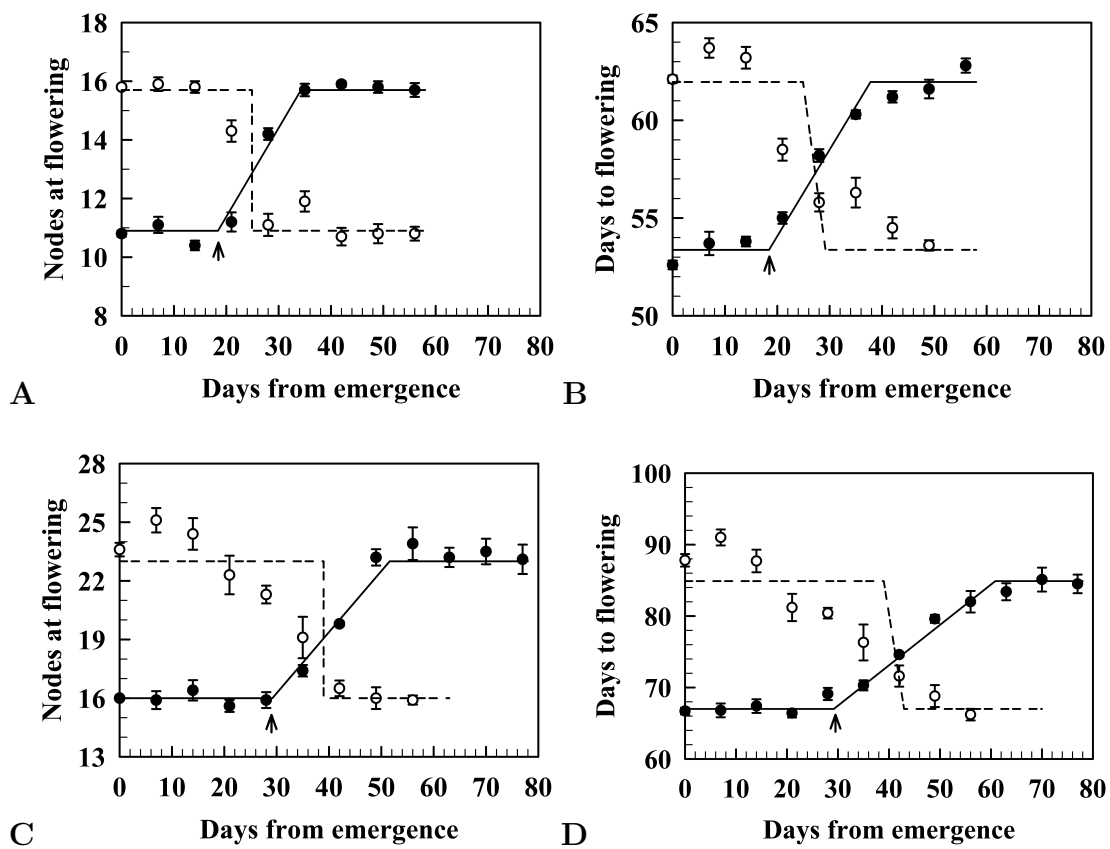 Nodes at flowering
18
16
14
12
10
8
0 10 20 30 40 50 60 70 80
Days from emergence
A
Days to flowering
65
60
55
50
0 10 20 30 40 50 60 70 80
Days from emergence
B
Nodes at flowering
28
25
22
19
16
13
0 10 20 30 40 50 60 70 80
Days from emergence
C
Days to flowering
100
90
80
70
60
0 10 20 30 40 50 60 70 80
Days from emergence
D